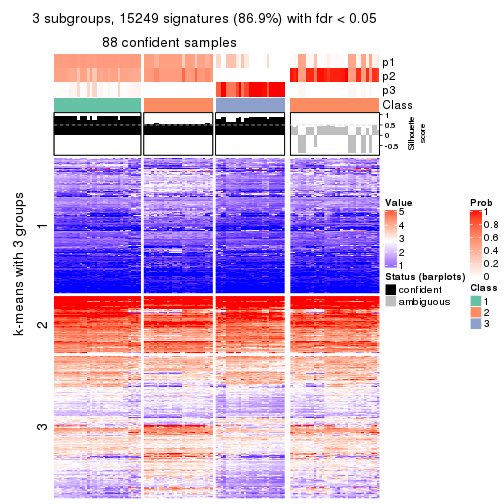 3 subgroups, 15249 signatures (86.9%) with fdr < 0.05
88 confident samples
p1
p2
p3
Class
1
0.5
0
-0.5
Silhouette
score
k-means with 3 groups
1
2
3
Value
5
4
3
2
1
Status (barplots)
confident
ambiguous
Prob
1
0.8
0.6
0.4
0.2
0
Class
1
2
3